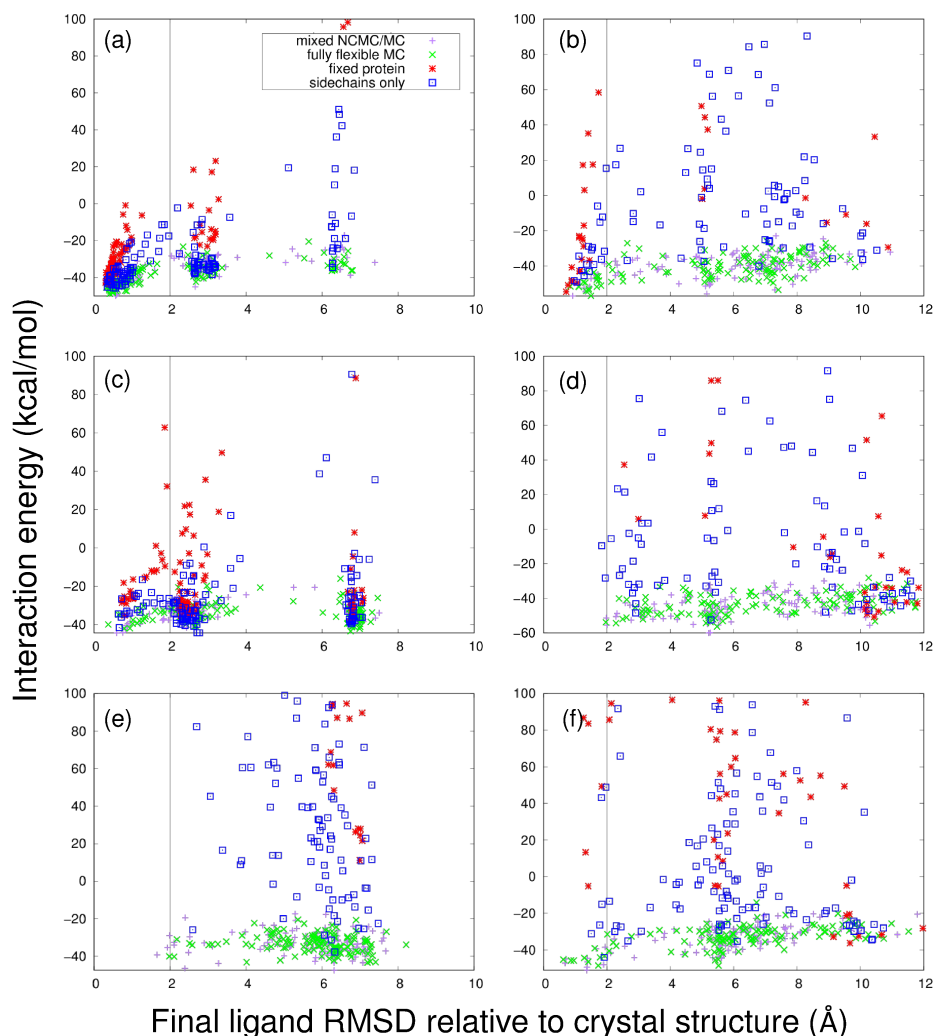 Interaction energy (kcal/mol)
(a)
mixed NCMC/MC
fully flexible MC
fixed protein
sidechains only
100
80
60
40
20
0
−20
−40
0 2 4 6 8 10
(b)
100
80
60
40
20
0
−20
−40
0 2 4 6 8 10 12
(c)
100
80
60
40
20
0
−20
−40
0 2 4 6 8 10
(d)
100
80
60
40
20
0
−20
−40
−60
0 2 4 6 8 10 12
(e)
100
80
60
40
20
0
−20
−40
0 2 4 6 8 10
(f)
100
80
60
40
20
0
−20
−40
0 2 4 6 8 10 12
Final ligand RMSD relative to crystal structure (Å)